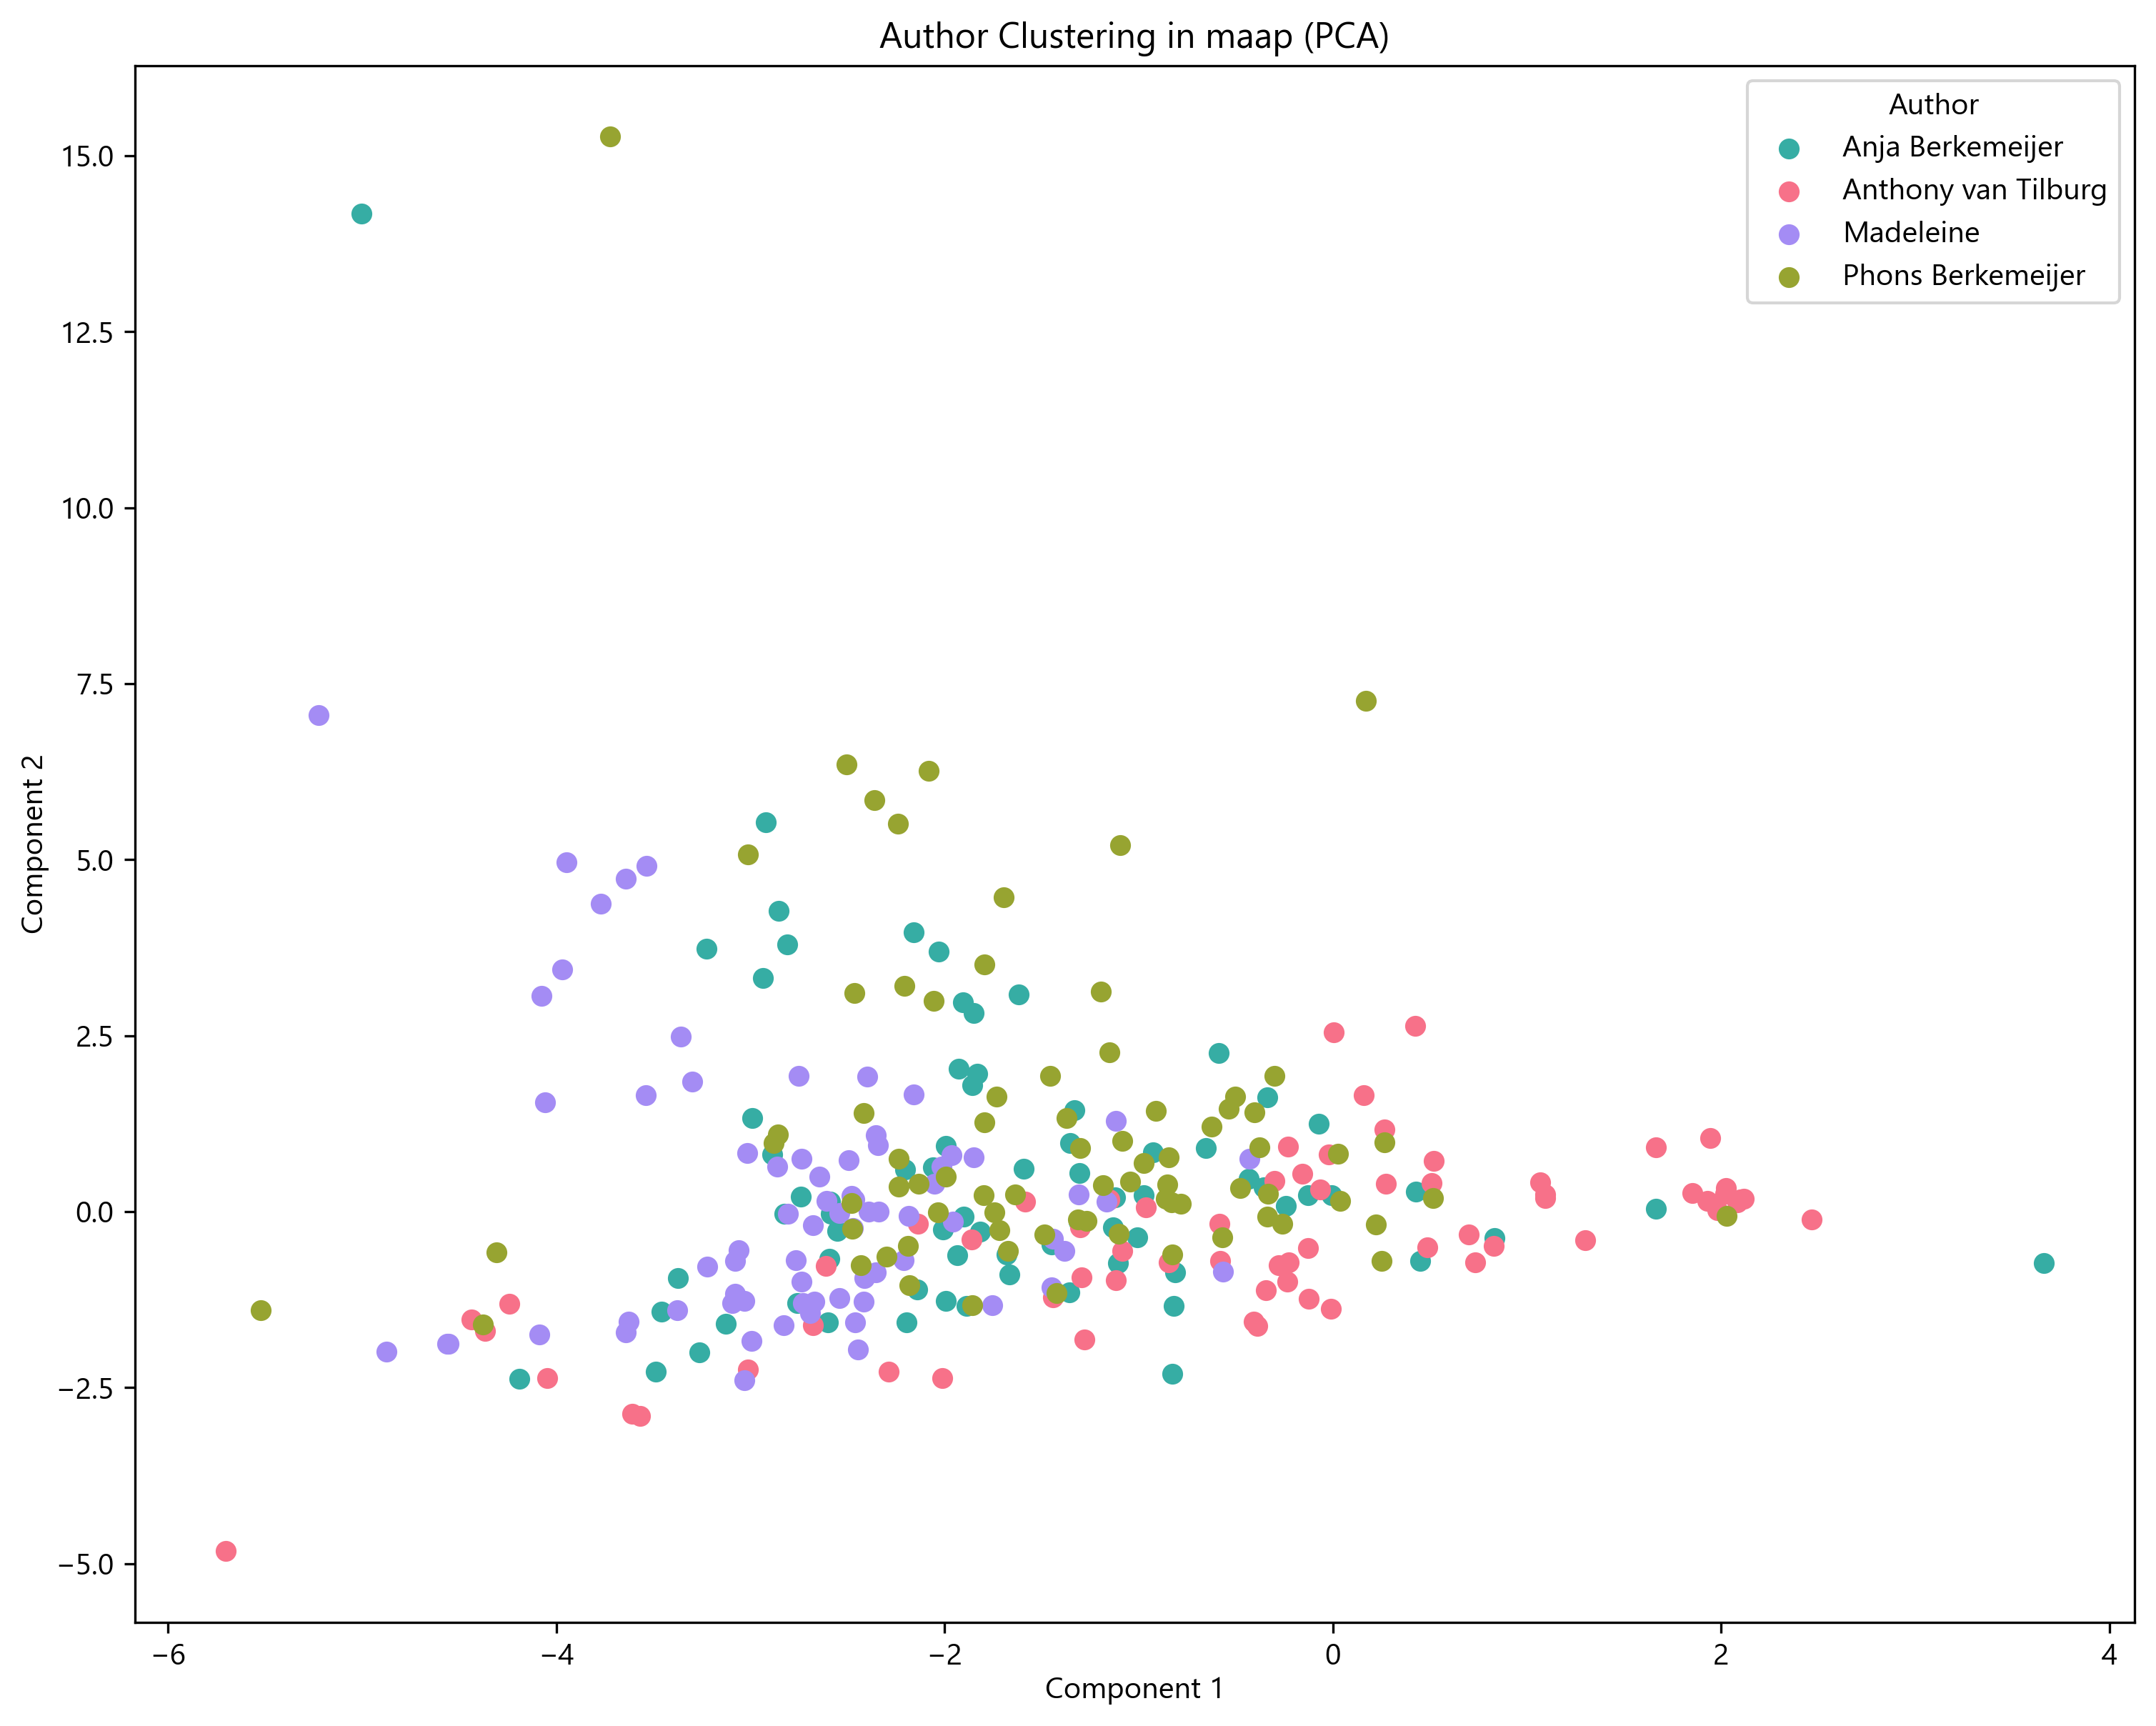 Author Clustering in maap (PCA)
Author
Anja Berkemeijer
Anthony van Tilburg
Madeleine
Phons Berkemeijer
15.0
12.5
10.0
7.5
5.0
2.5
0.0
−2.5
−5.0
Component 2
−6
−4
−2
0
2
4
Component 1